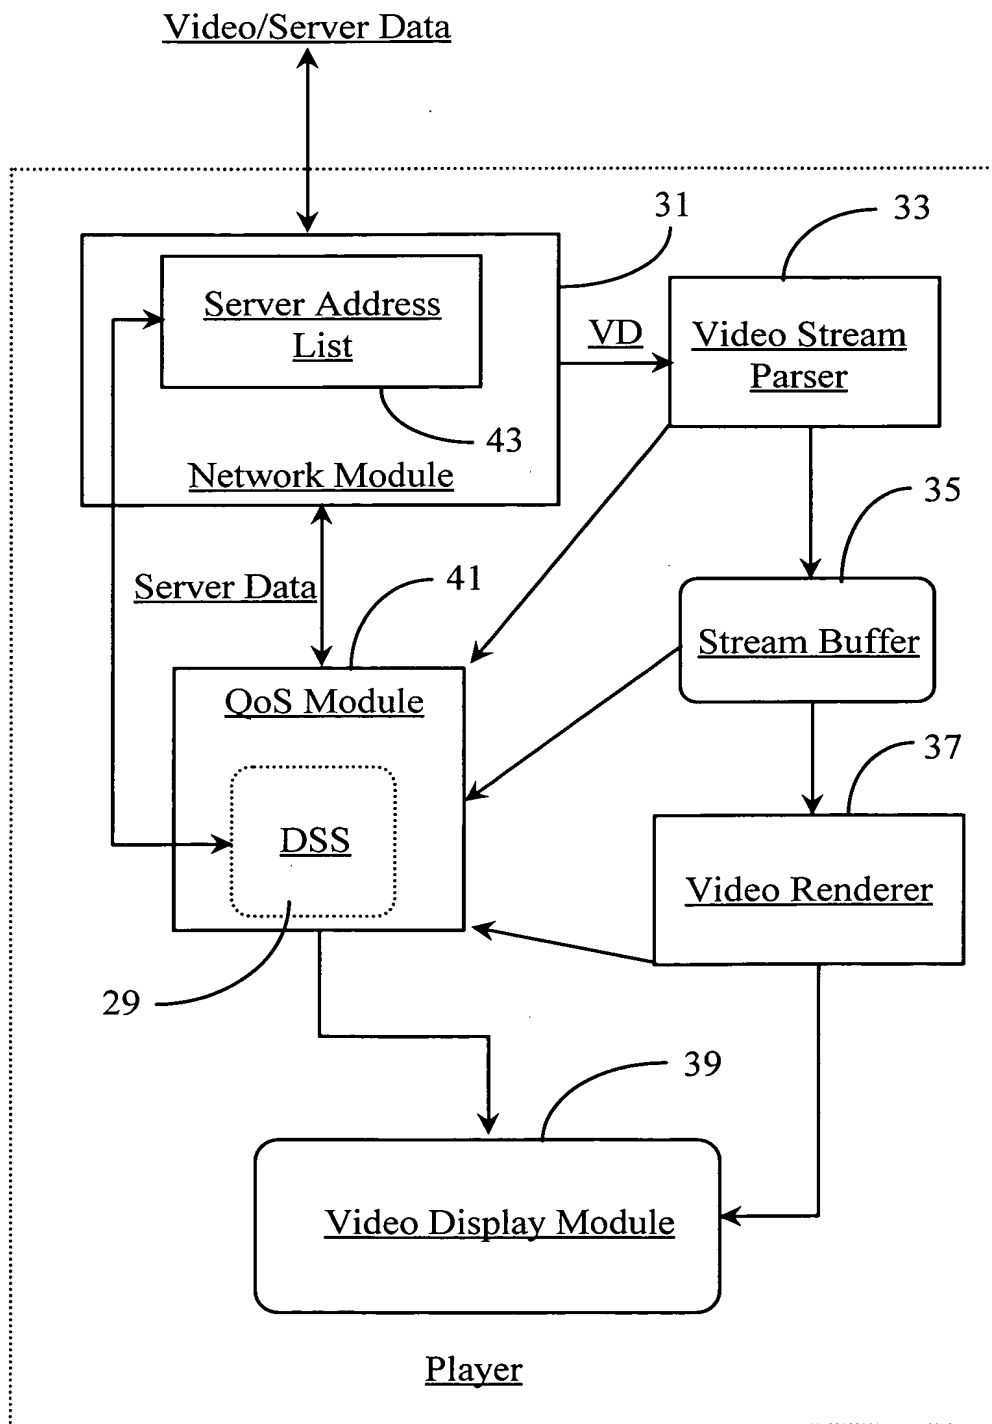 Video/Server Data
31
33
Server Address
List
VD
Video Stream
Parser
43
Network Module
35
Server Data
41
Stream Buffer
QoS Module
37
DSS
Video Renderer
29
39
Video Display Module
Player